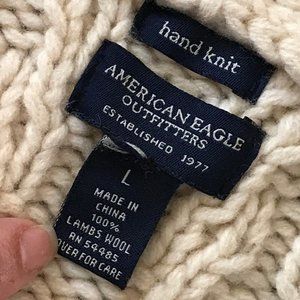 hand knit
AMERICAN EAGLE
OUTFITTERS
ESTABLISHED 1977
L
MADE IN
CHINA
100%
LAMBS WOOL
RN 54485
OVER FOR CARE